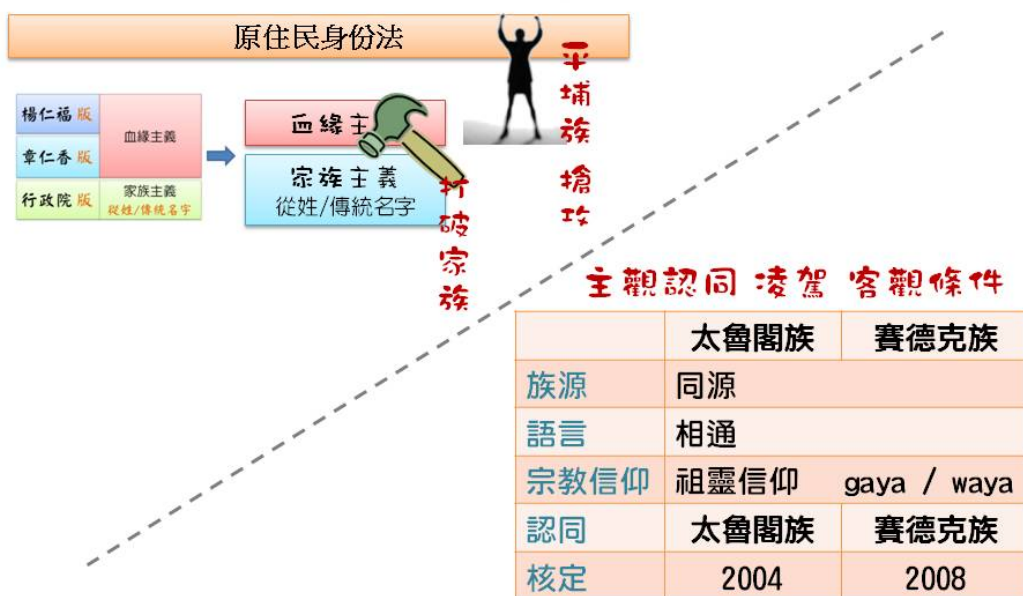 原住民身份法
楊仁福版
章仁香版
血緣主義
行政院版
家族主義
從姓/傳統名字
血緣主
家族主義
從姓/傳統名字
打破家族
平埔族 搶攻
主觀認同 凌駕 客觀條件
太魯閣族 賽德克族
族源 同源
語言 相通
宗教信仰 祖靈信仰 gaya / waya
認同 太魯閣族 賽德克族
核定 2004 2008